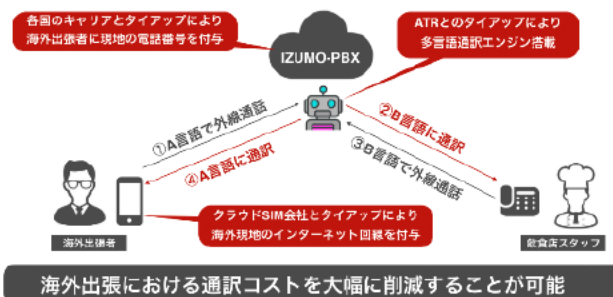 各国のキャリアとタイアップにより
海外出張者に現地の電話番号を付与
ATRとのタイアップにより
多言語通訳エンジン搭載
IZUMO-PBX
①A言語で外線通話
②B言語に通訳
④A言語に通訳
③B言語で外線通話
クラウドSIM会社とタイアップにより
海外現地のインターネット回線を付与
海外出張者
飲食店スタッフ
海外出張における通訳コストを大幅に削減することが可能